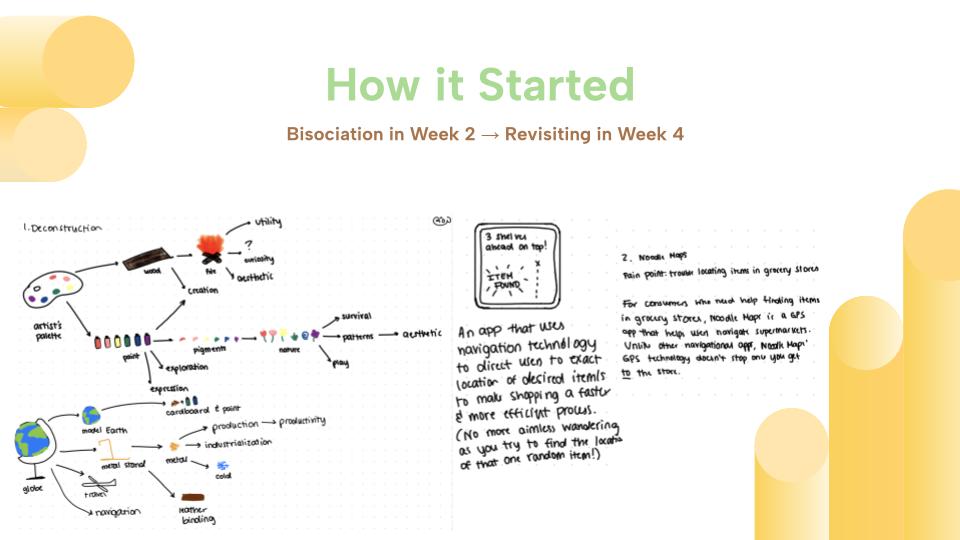 How it Started
Bisociation in Week 2 → Revisiting in Week 4
1. Deconstruction
utility
?
curiosity
aesthetic
wood
fire
creation
artist's
palette
paint
pigments
nature
survival
patterns
aesthetic
play
exploration
expression
cardboard & paint
model Earth
production
productivity
industrialization
metal stand
metal
cold
globe
travel
navigation
leather
binding
3 shelves
ahead on top!
x
ITEM
FOUND
An app that uses
navigation technology
to direct users to exact
location of desired item/s
to make shopping a faster
& more efficient process.
(No more aimless wandering
as you try to find the location
of that one random item!)
2. Noodle Maps
Pain point: trouble locating items in grocery stores
For consumers who need help finding items
in grocery stores, Noodle Maps is a GPS
app that helps users navigate supermarkets.
Unlike other navigational apps, Noodle Maps'
GPS technology doesn't stop once you get
to the store.